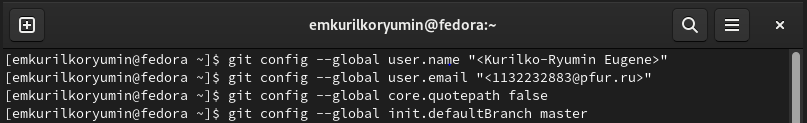 emkurilkoryumin@fedora:~
[emkurilkoryumin@fedora ~]$ git config --global user.name "<Kurilko-Ryumin Eugene>"
[emkurilkoryumin@fedora ~]$ git config --global user.email "<1132232883@pfur.ru>"
[emkurilkoryumin@fedora ~]$ git config --global core.quotepath false
[emkurilkoryumin@fedora ~]$ git config --global init.defaultBranch master